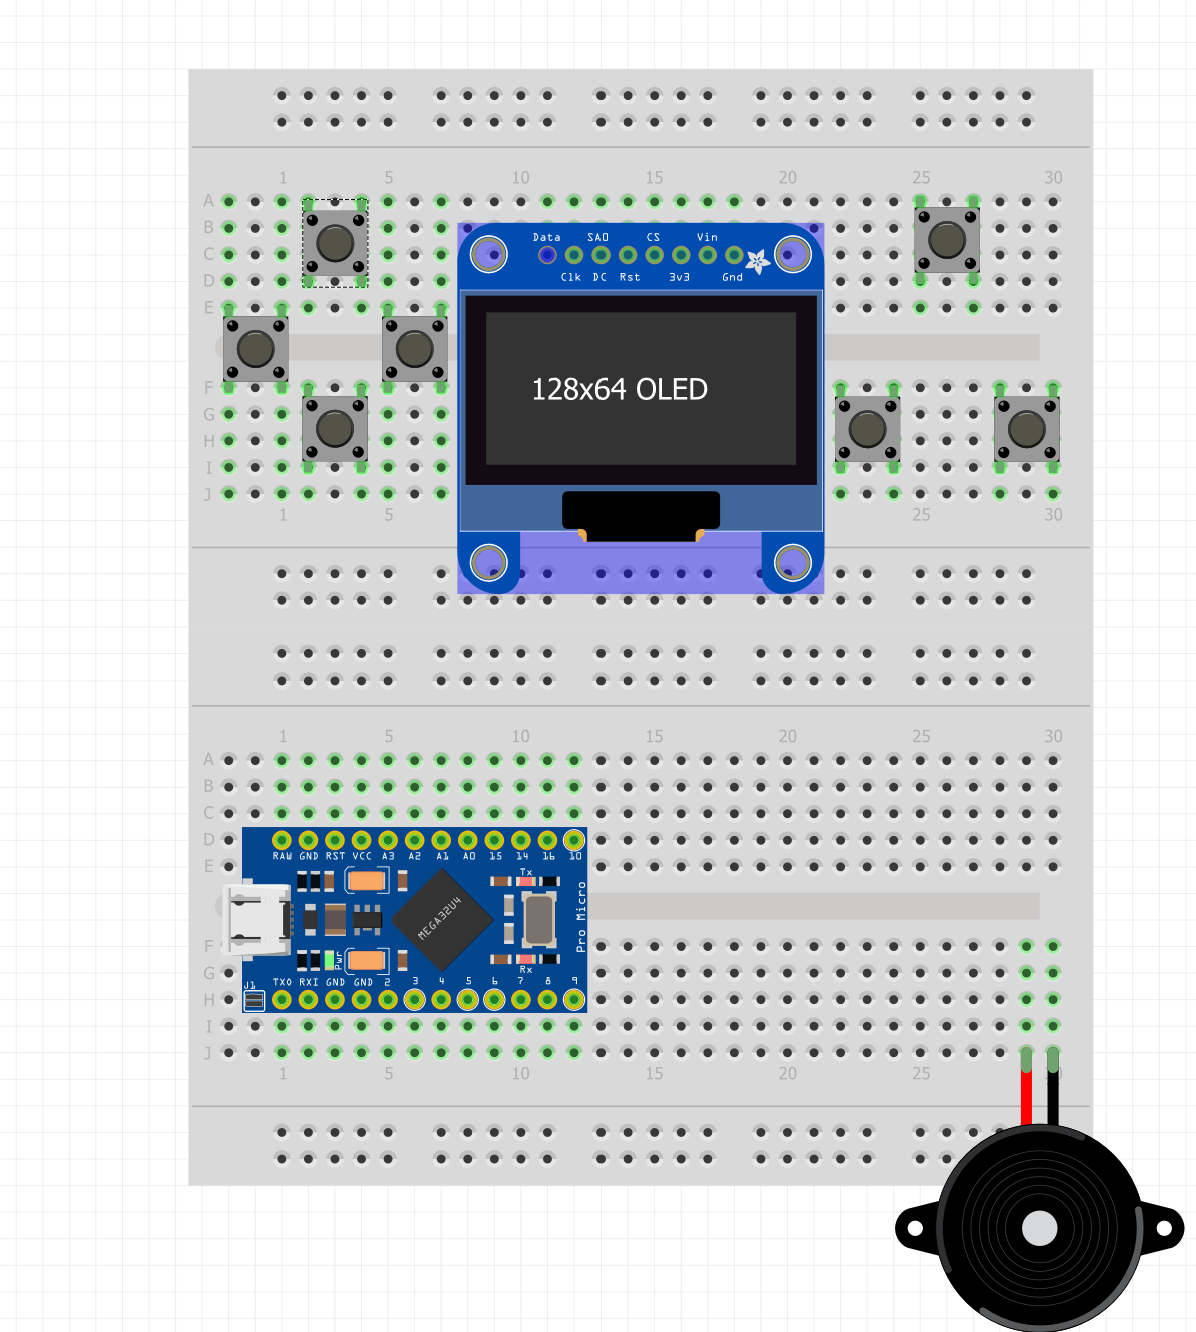 1 5 10 15 20 25 30
A
B
Data SAO CS Vin
C
Clk DC Rst 3v3 Gnd
D
E
F
128x64 OLED
G
H
I
J
1 5 25 30
1 5 10 15 20 25 30
A
B
C
D
RAW GND RST VCC A3 A2 A1 A0 15 14 16 10
E
Tx
MEGA32U4
Pro Micro
F
PWR
Rx
G
J1
TXO RXI GND GND 2 3 4 5 6 7 8 9
H
I
J
1 5 10 15 20 25